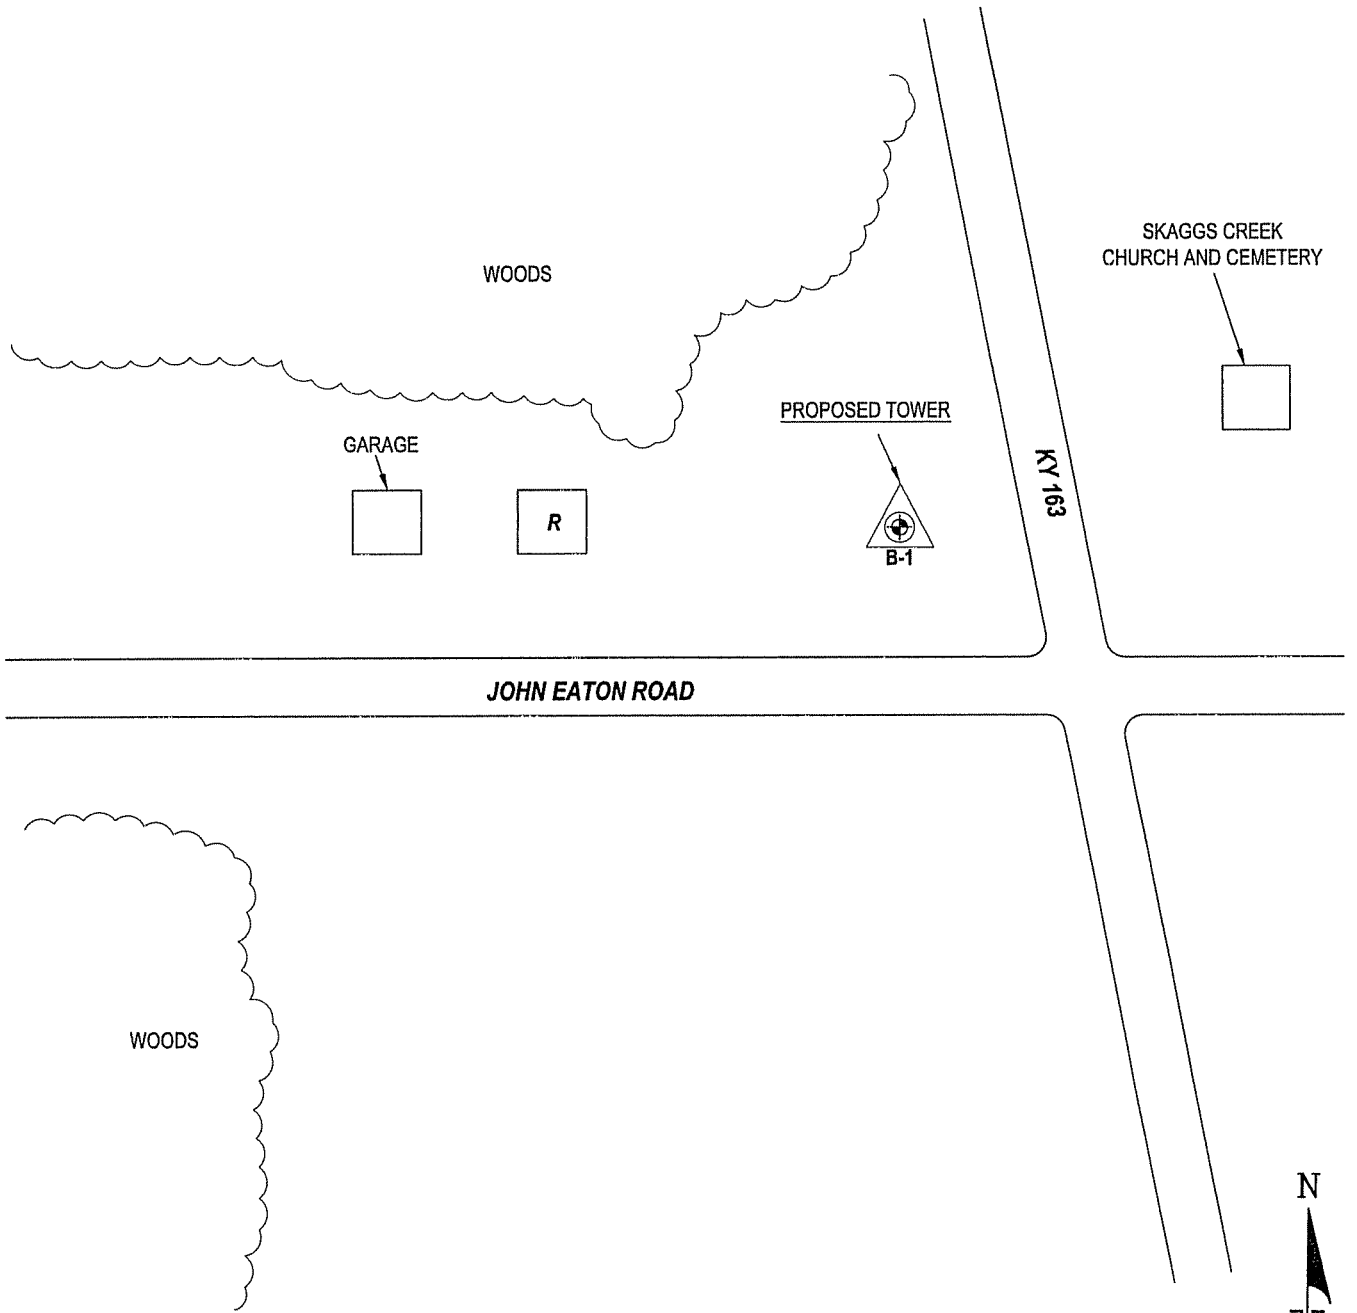 SKAGGS CREEK
CHURCH AND CEMETERY
WOODS
PROPOSED TOWER
GARAGE
KY 163
R
B-1
JOHN EATON ROAD
WOODS
N